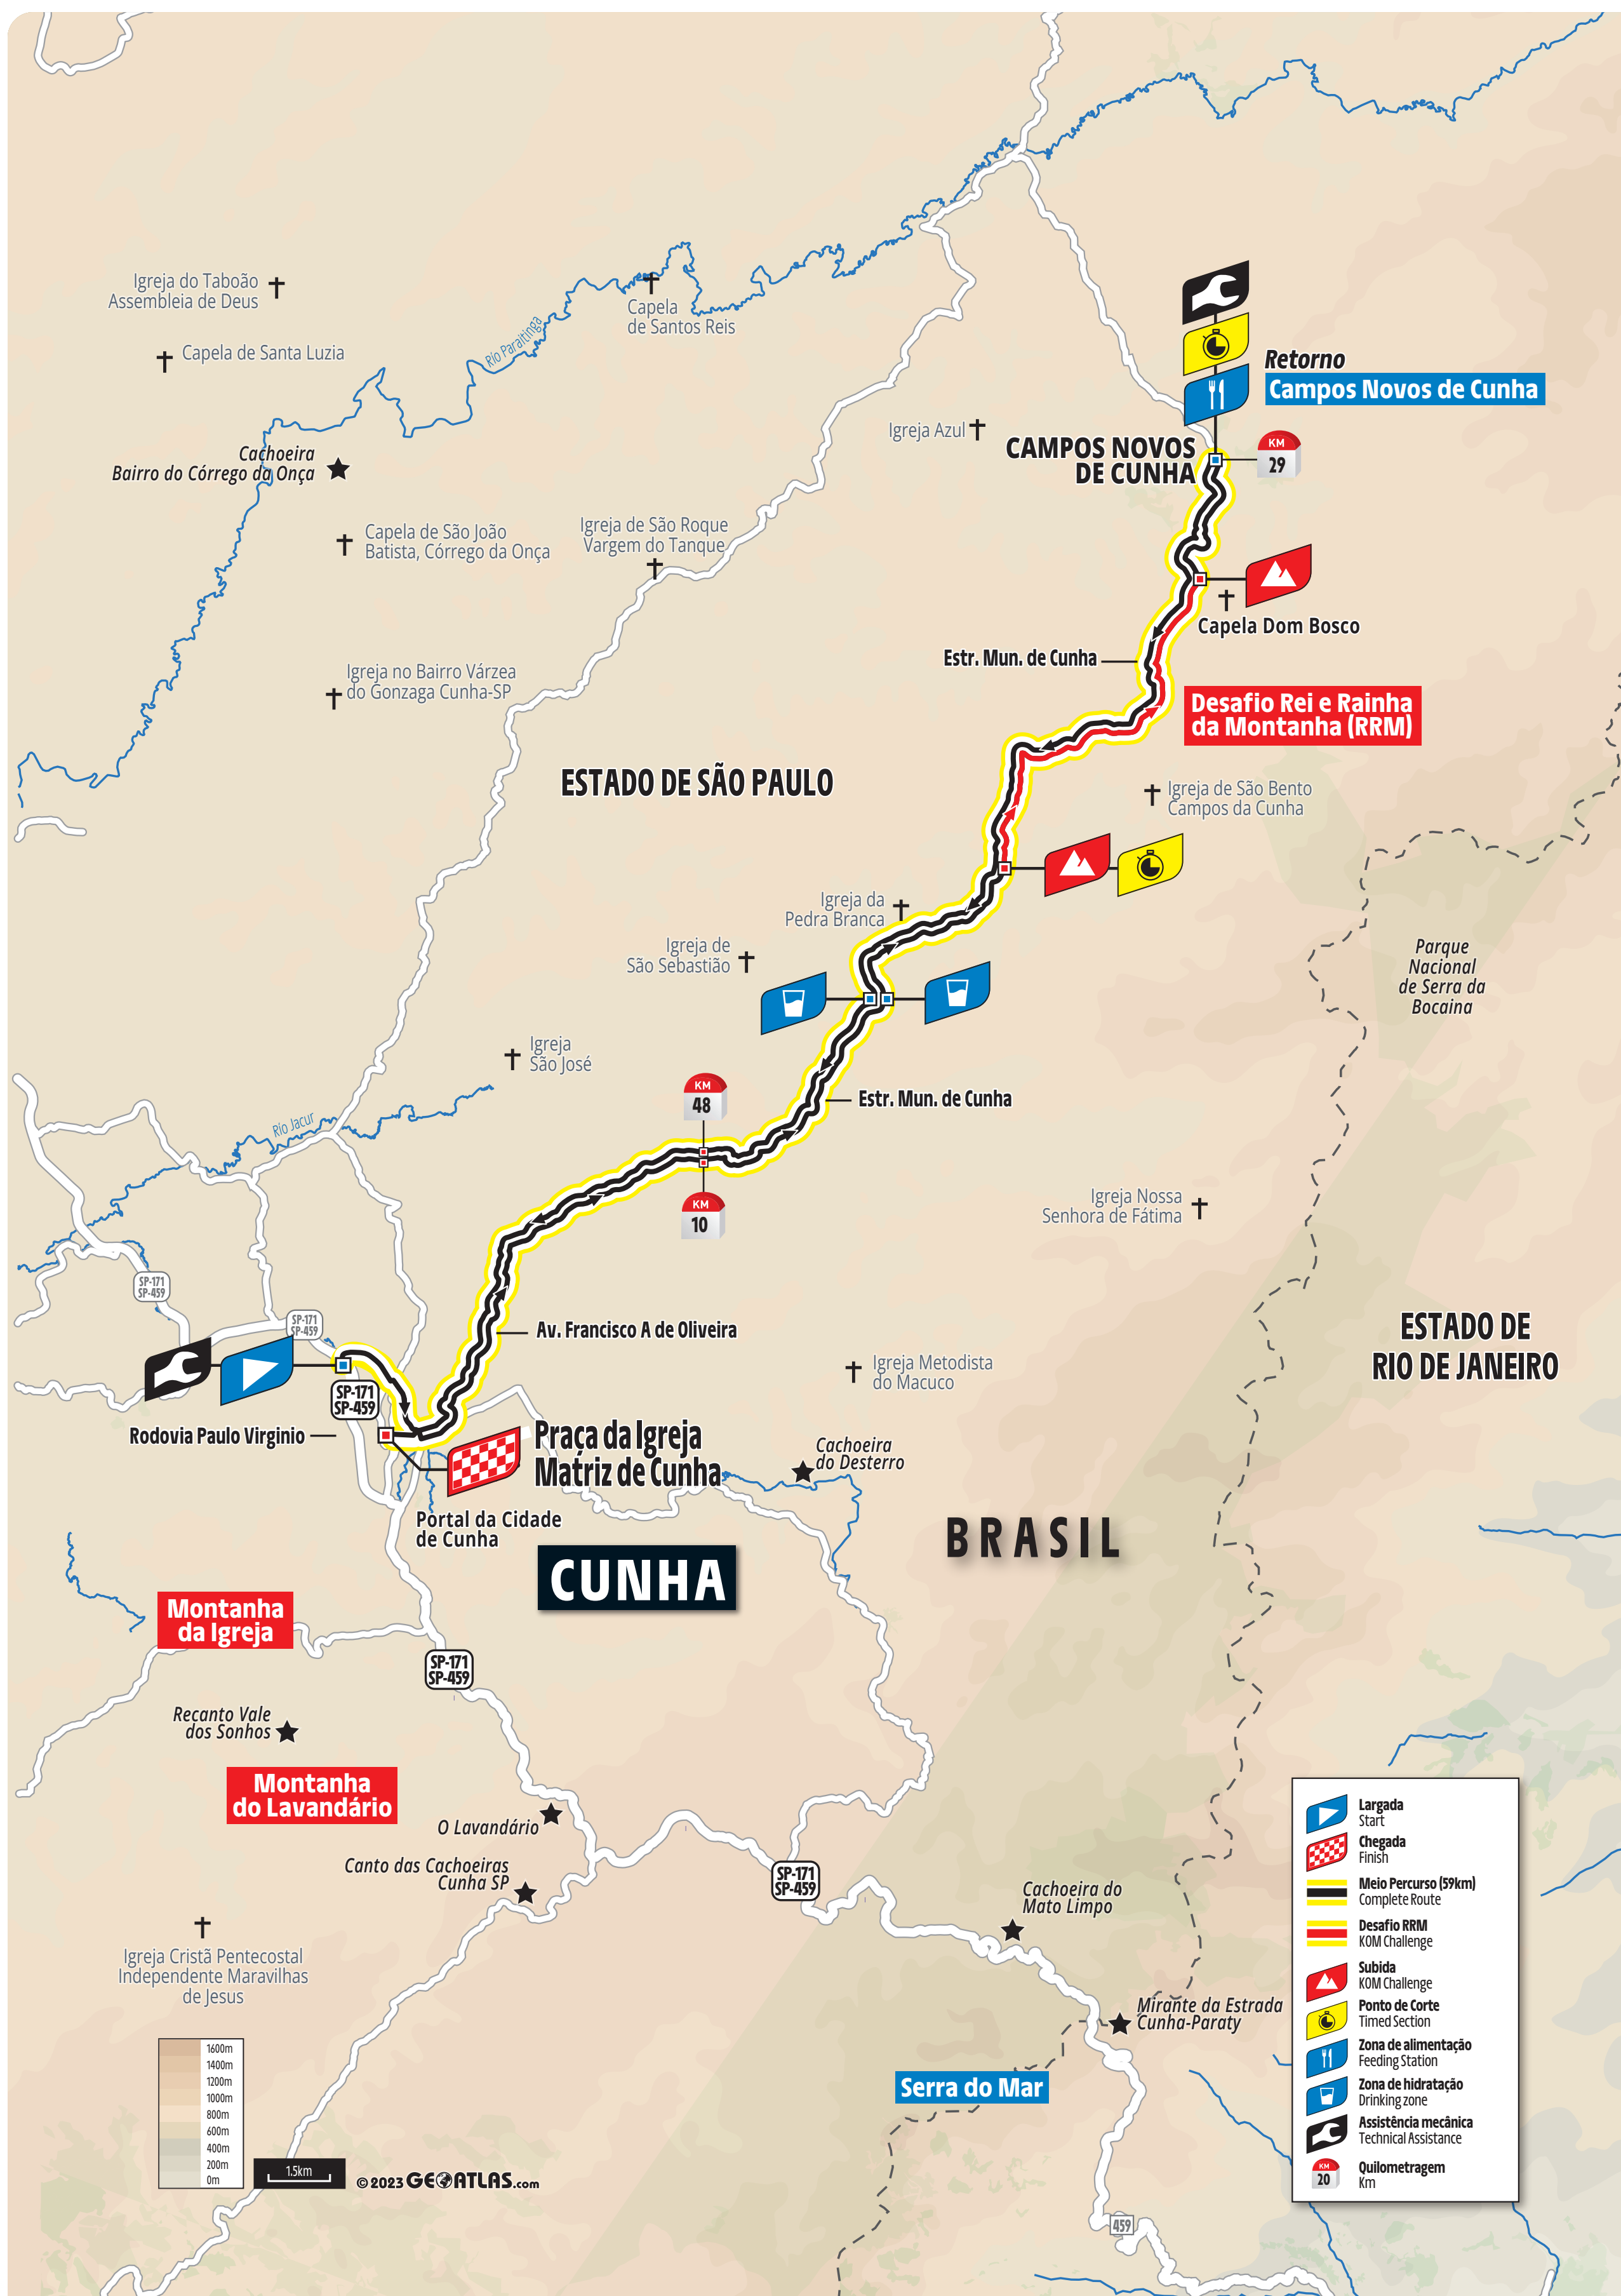 Igreja do Taboão
Assembleia de Deus
Capela de Santa Luzia
Rio Paraitinga
Capela
de Santos Reis
Retorno
Campos Novos de Cunha
Igreja Azul
CAMPOS NOVOS
DE CUNHA
KM
29
Cachoeira
Bairro do Córrego da Onça
Capela de São João
Batista, Córrego da Onça
Igreja de São Roque
Vargem do Tanque
Capela Dom Bosco
Estr. Mun. de Cunha
Igreja no Bairro Várzea
do Gonzaga Cunha-SP
Desafio Rei e Rainha
da Montanha (RRM)
ESTADO DE SÃO PAULO
Igreja de São Bento
Campos da Cunha
Igreja da
Pedra Branca
Igreja de
São Sebastião
Parque
Nacional
de Serra da
Bocaina
Igreja
São José
KM
48
Estr. Mun. de Cunha
Rio Jacur
KM
10
Igreja Nossa
Senhora de Fátima
SP-171
SP-459
SP-171
SP-459
Av. Francisco A de Oliveira
ESTADO DE
RIO DE JANEIRO
Igreja Metodista
do Macuco
SP-171
SP-459
Rodovia Paulo Virginio
Praça da Igreja
Matriz de Cunha
Cachoeira
do Desterro
Portal da Cidade
de Cunha
BRASIL
CUNHA
Montanha
da Igreja
SP-171
SP-459
Recanto Vale
dos Sonhos
Montanha
do Lavandário
O Lavandário
Canto das Cachoeiras
Cunha SP
SP-171
SP-459
Cachoeira do
Mato Limpo
Igreja Cristã Pentecostal
Independente Maravilhas
de Jesus
Mirante da Estrada
Cunha-Paraty
Serra do Mar
459
Largada
Start
Chegada
Finish
Meio Percurso (59km)
Complete Route
Desafio RRM
KOM Challenge
Subida
KOM Challenge
Ponto de Corte
Timed Section
Zona de alimentação
Feeding Station
Zona de hidratação
Drinking zone
Assistência mecânica
Technical Assistance
KM
20
Quilometragem
Km
1600m
1400m
1200m
1000m
800m
600m
400m
200m
0m
1.5km
© 2023 GEOATLAS.com